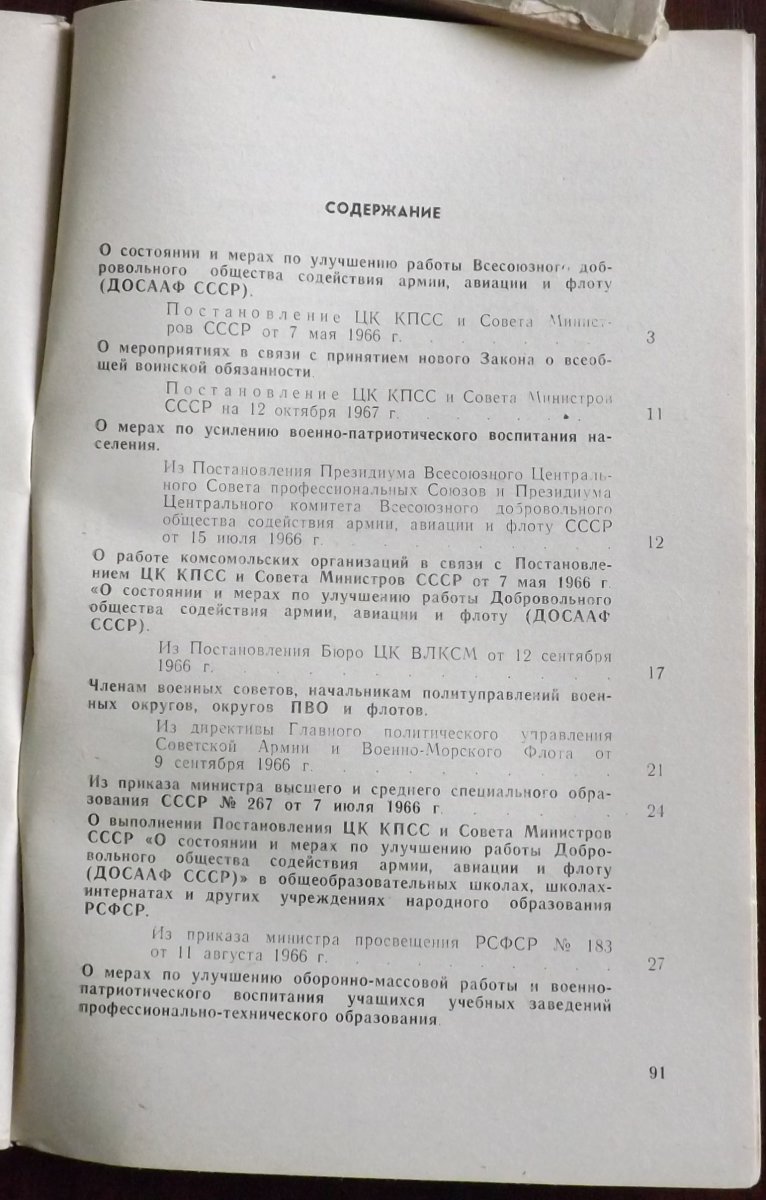 СОДЕРЖАНИЕ
О состоянии и мерах по улучшению работы Всесоюзного доб-
ровольного общества содействия армии, авиации и флоту
(ДОСААФ СССР).
Постановление ЦК КПСС и Совета Минист-
ров СССР от 7 мая 1966 г. . . . . . . 3
О мероприятиях в связи с принятием нового Закона о всеоб-
щей воинской обязанности.
Постановление ЦК КПСС и Совета Министров
СССР на 12 октября 1967 г. . . . . . . 11
О мерах по усилению военно-патриотического воспитания на-
селения.
Из Постановления Президиума Всесоюзного Централь-
ного Совета профессиональных Союзов и Президиума
Центрального комитета Всесоюзного добровольного
общества содействия армии, авиации и флоту СССР
от 15 июля 1966 г. . . . . . . . . 12
О работе комсомольских организаций в связи с Постановле-
нием ЦК КПСС и Совета Министров СССР от 7 мая 1966 г.
«О состоянии и мерах по улучшению работы Добровольного
общества содействия армии, авиации и флоту (ДОСААФ
СССР).
Из Постановления Бюро ЦК ВЛКСМ от 12 сентября
1966 г. . . . . . . . . . . 17
Членам военных советов, начальникам политуправлений воен-
ных округов, округов ПВО и флотов.
Из директивы Главного политического управления
Советской Армии и Военно-Морского Флота от
9 сентября 1966 г. . . . . . . . . 21
Из приказа министра высшего и среднего специального обра-
зования СССР № 267 от 7 июля 1966 г. . . . . . 24
О выполнении Постановления ЦК КПСС и Совета Министров
СССР «О состоянии и мерах по улучшению работы Добро-
вольного общества содействия армии, авиации и флоту
(ДОСААФ СССР)» в общеобразовательных школах, школах-
интернатах и других учреждениях народного образования
РСФСР.
Из приказа министра просвещения РСФСР № 183
от 11 августа 1966 г. . . . . . . . . 27
О мерах по улучшению оборонно-массовой работы и военно-
патриотического воспитания учащихся учебных заведений
профессионально-технического образования.
91